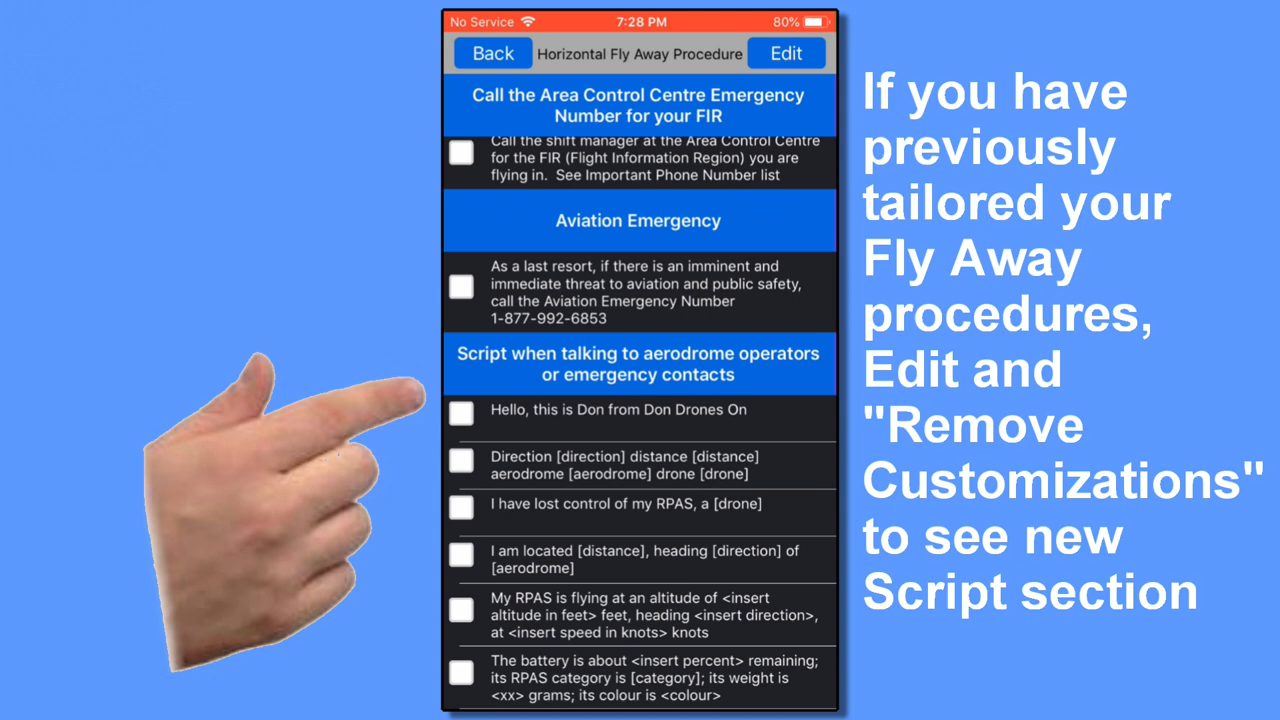 No Service 7:28 PM 80%
Back Horizontal Fly Away Procedure Edit
Call the Area Control Centre Emergency
Number for your FIR
Call the shift manager at the Area Control Centre
for the FIR (Flight Information Region) you are
flying in. See Important Phone Number list
Aviation Emergency
As a last resort, if there is an imminent and
immediate threat to aviation and public safety,
call the Aviation Emergency Number
1-877-992-6853
Script when talking to aerodrome operators
or emergency contacts
Hello, this is Don from Don Drones On
Direction [direction] distance [distance]
aerodrome [aerodrome] drone [drone]
I have lost control of my RPAS, a [drone]
I am located [distance], heading [direction] of
[aerodrome]
My RPAS is flying at an altitude of <insert
altitude in feet> feet, heading <insert direction>,
at <insert speed in knots> knots
The battery is about <insert percent> remaining;
its RPAS category is [category]; its weight is
<xx> grams; its colour is <colour>
If you have
previously
tailored your
Fly Away
procedures,
Edit and
"Remove
Customizations"
to see new
Script section